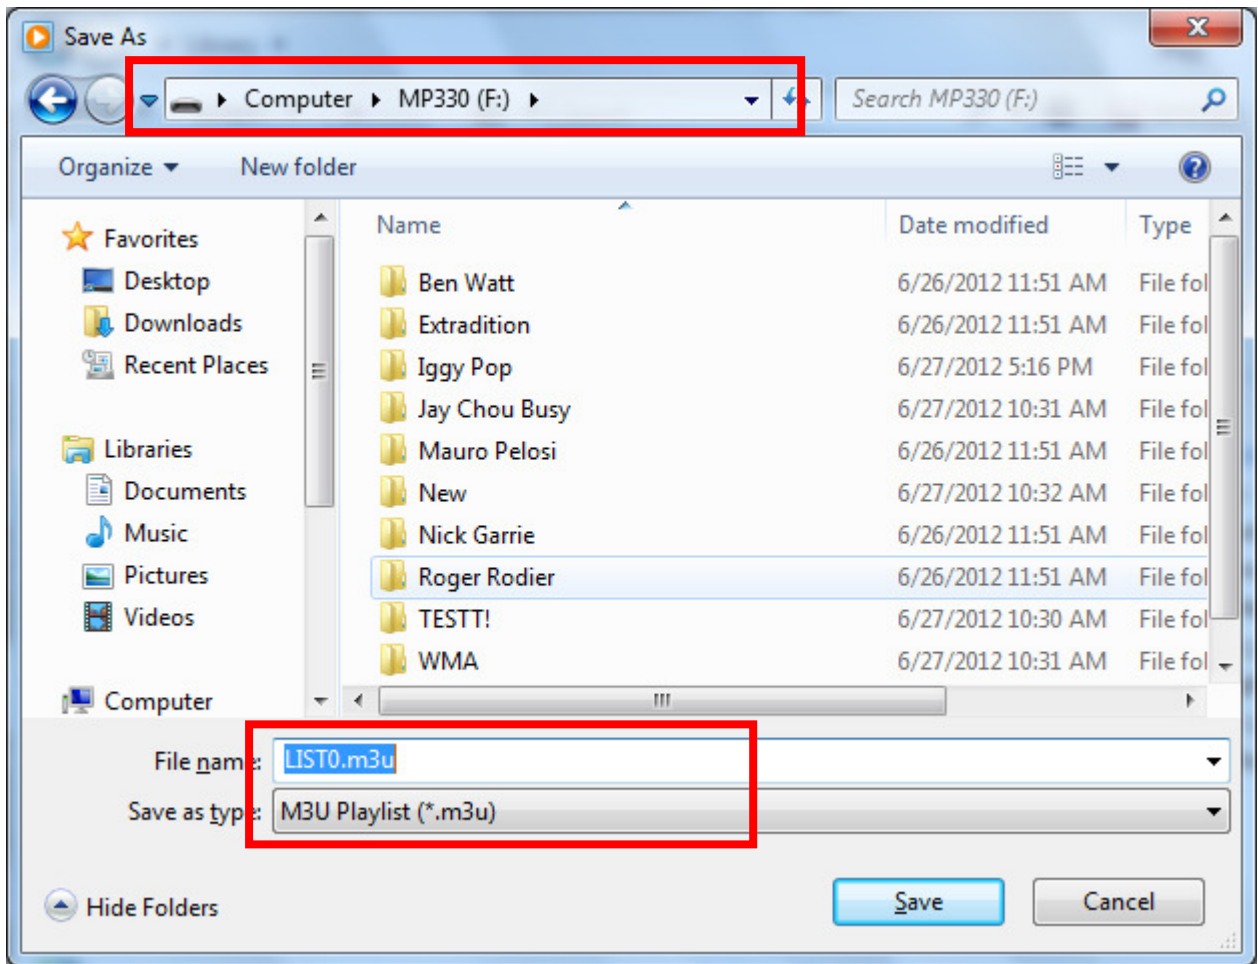 Save As
Computer MP330 (F:) Search MP330 (F:)
Organize New folder
Name Date modified Type
Favorites
Desktop
Downloads
Recent Places
Libraries
Documents
Music
Pictures
Videos
Computer
Ben Watt 6/26/2012 11:51 AM File fol
Extradition 6/26/2012 11:51 AM File fol
Iggy Pop 6/27/2012 5:16 PM File fol
Jay Chou Busy 6/27/2012 10:31 AM File fol
Mauro Pelosi 6/26/2012 11:51 AM File fol
New 6/27/2012 10:32 AM File fol
Nick Garrie 6/26/2012 11:51 AM File fol
Roger Rodier 6/26/2012 11:51 AM File fol
TESTT! 6/27/2012 10:30 AM File fol
WMA 6/27/2012 10:31 AM File fol
File name: LIST0.m3u
Save as type: M3U Playlist (*.m3u)
Hide Folders Save Cancel